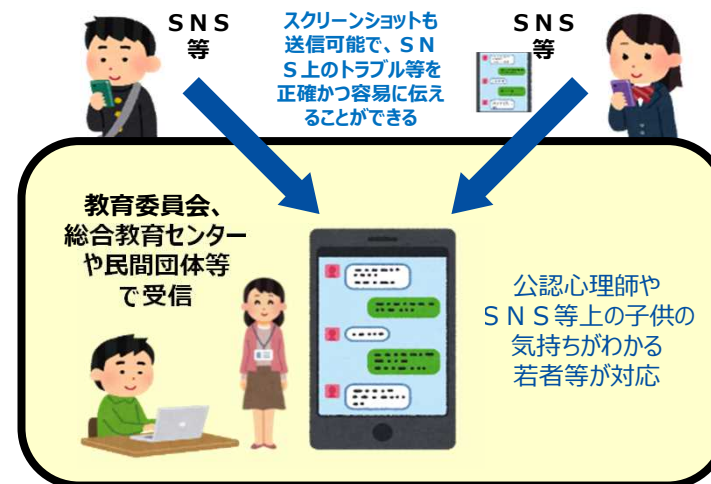 ＳＮＳ
等
スクリーンショットも
送信可能で、ＳＮ
Ｓ上のトラブル等を
正確かつ容易に伝え
ることができる
ＳＮＳ
等
教育委員会、
総合教育センター
や民間団体等
で受信
公認心理師や
ＳＮＳ等上の子供の
気持ちがわかる
若者等が対応